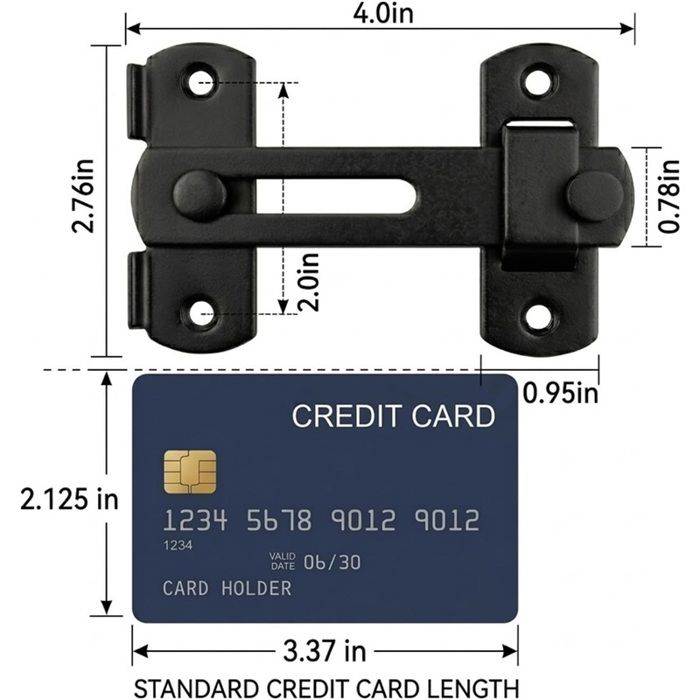 4.0in
2.76in
2.0in
0.78in
0.95in
CREDIT CARD
2.125 in
1234 5678 9012 9012
1234
VALID
DATE 06/30
CARD HOLDER
3.37 in
STANDARD CREDIT CARD LENGTH